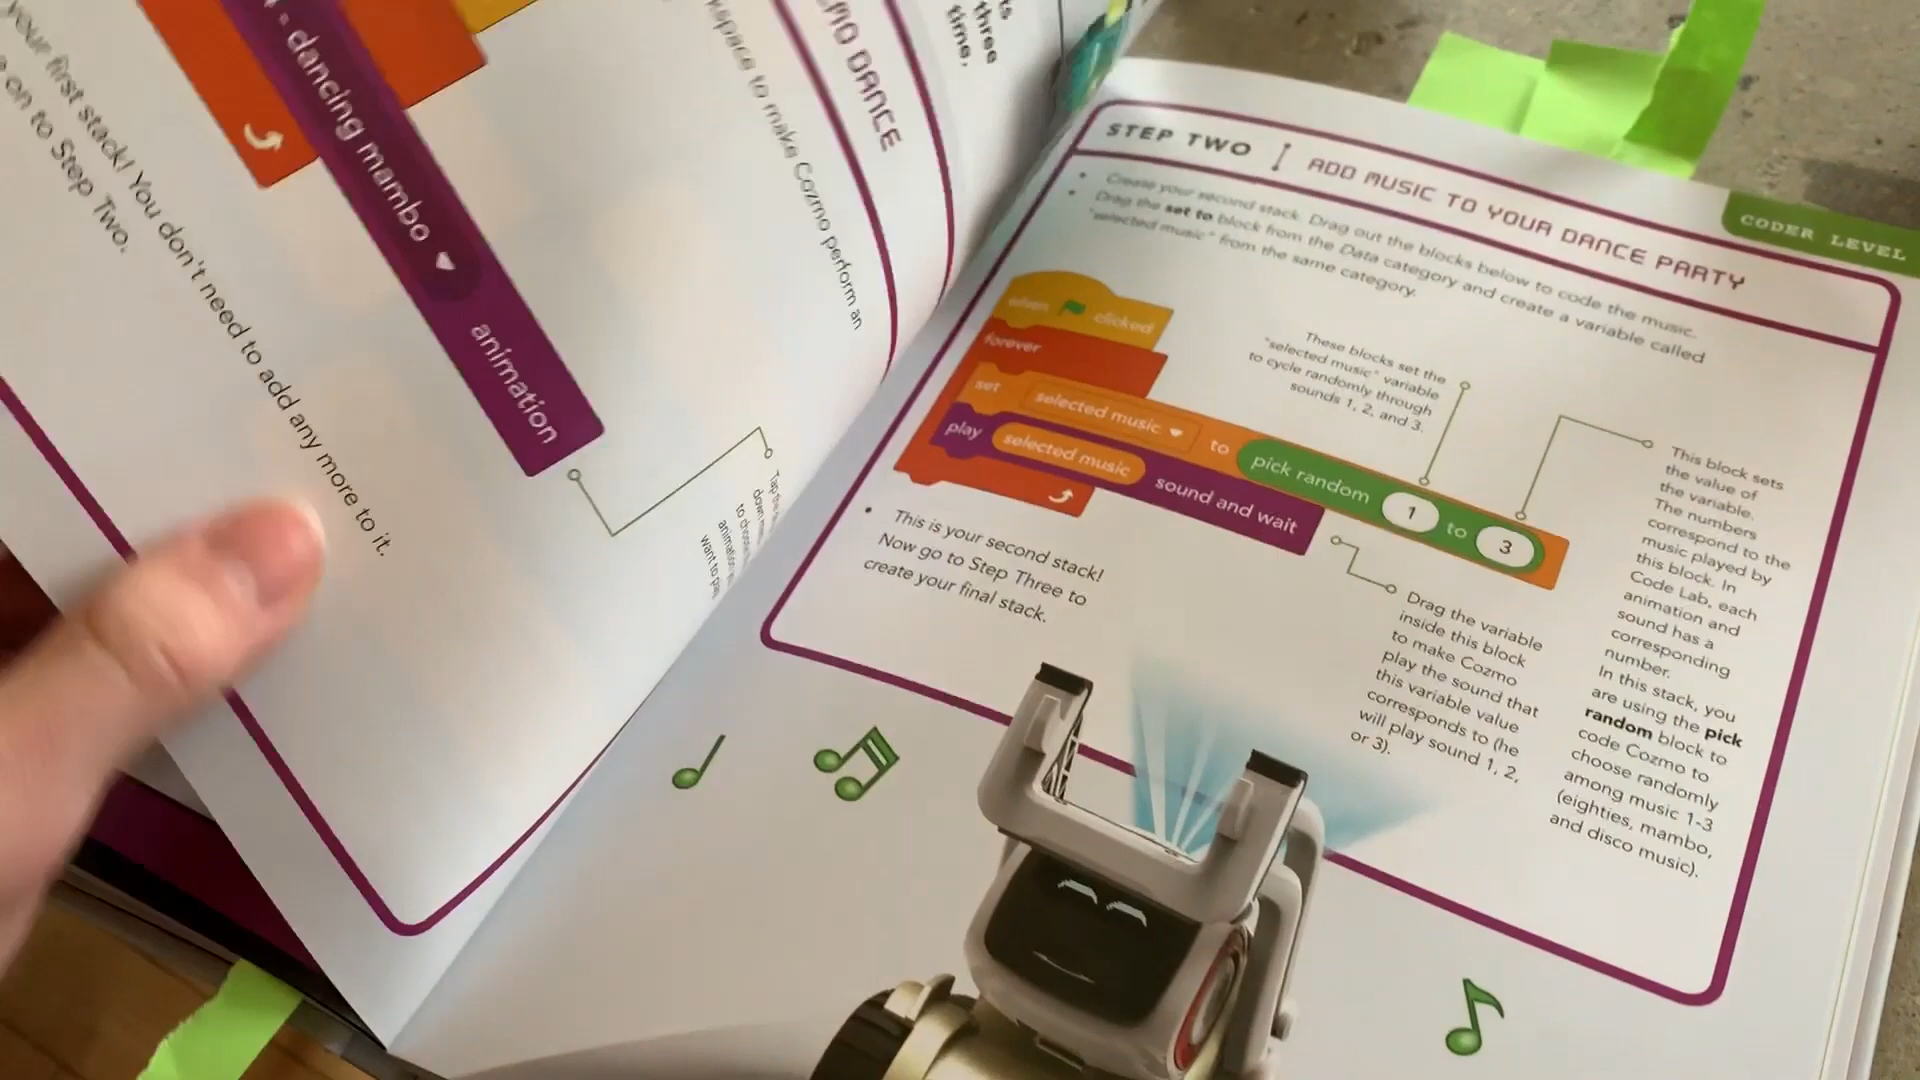 = dancing mambo
animation
your first stack! You don't need to add any more to it.
on to Step Two.
MO DANCE
space to make Cozmo perform an
three
time,
to choose
animation
want to play
STEP TWO
ADD MUSIC TO YOUR DANCE PARTY
CODER LEVEL
• Create your second stack. Drag out the blocks below to code the music.
• Drag the set to block from the Data category and create a variable called
"selected music" from the same category.
when clicked
forever
set selected music to pick random 1 to 3
play selected music sound and wait
These blocks set the
"selected music" variable
to cycle randomly through
sounds 1, 2, and 3.
• This is your second stack!
Now go to Step Three to
create your final stack.
Drag the variable
inside this block
to make Cozmo
play the sound that
this variable value
corresponds to (he
will play sound 1, 2,
or 3).
This block sets
the value of
the variable.
The numbers
correspond to the
music played by
this block. In
Code Lab, each
animation and
sound has a
corresponding
number.
In this stack, you
are using the pick
random block to
code Cozmo to
choose randomly
among music 1-3
(eighties, mambo,
and disco music).